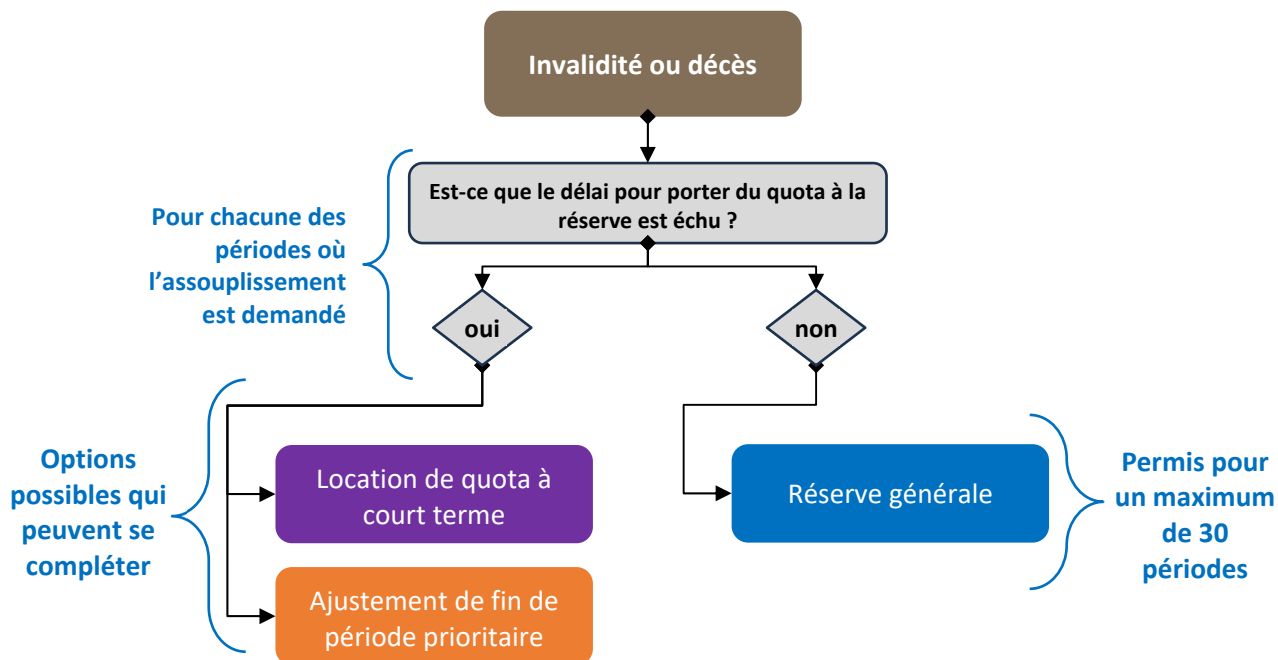 Invalidité ou décès
Est-ce que le délai pour porter du quota à la
réserve est échu ?
Pour chacune des
périodes où
l’assouplissement
est demandé
oui
non
Options
possibles qui
peuvent se
compléter
Location de quota à
court terme
Ajustement de fin de
période prioritaire
Réserve générale
Permis pour
un maximum
de 30
périodes